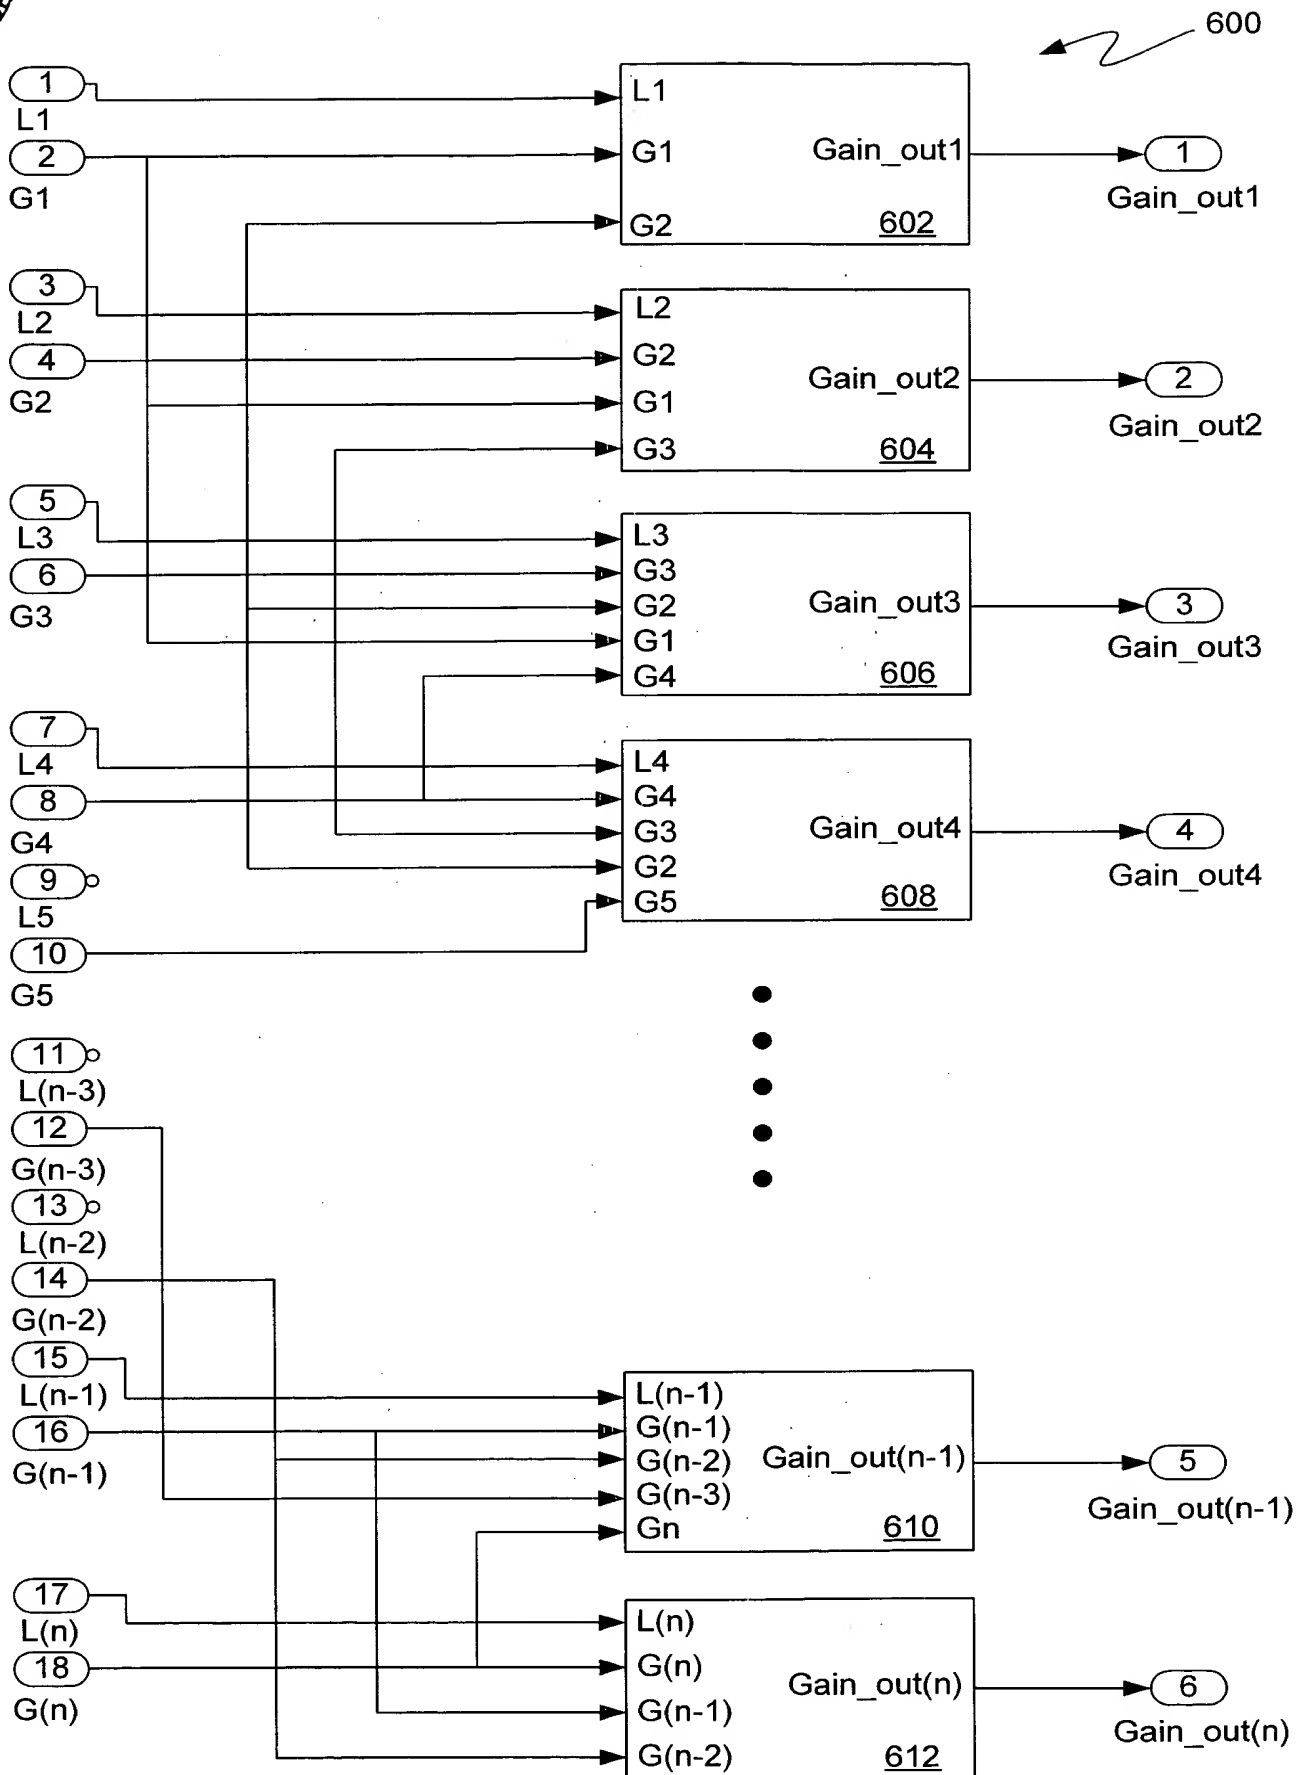 600
1
L1
2
G1
L1
G1
G2
Gain_out1
602
1
Gain_out1
3
L2
4
G2
L2
G2
G1
G3
Gain_out2
604
2
Gain_out2
5
L3
6
G3
L3
G3
G2
G1
G4
Gain_out3
606
3
Gain_out3
7
L4
8
G4
9
L5
10
G5
L4
G4
G3
G2
G5
Gain_out4
608
4
Gain_out4
11
L(n-3)
12
G(n-3)
13
L(n-2)
14
G(n-2)
15
L(n-1)
16
G(n-1)
L(n-1)
G(n-1)
G(n-2)
G(n-3)
Gn
Gain_out(n-1)
610
5
Gain_out(n-1)
17
L(n)
18
G(n)
L(n)
G(n)
G(n-1)
G(n-2)
Gain_out(n)
612
6
Gain_out(n)